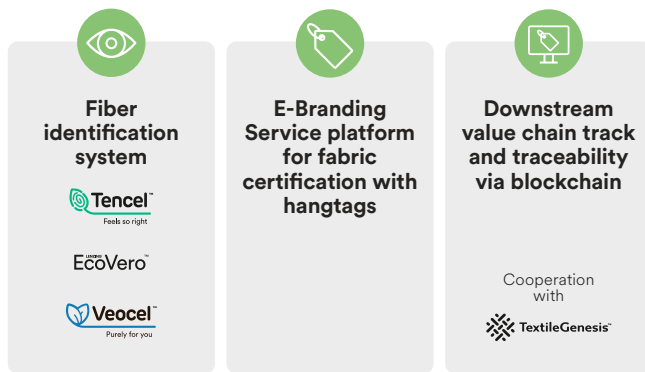 Fiber
identification
system
Tencel™
Feels so right
LENZING
EcoVero™
Veocel™
Purely for you
E-Branding
Service platform
for fabric
certification with
hangtags
Downstream
value chain track
and traceability
via blockchain
Cooperation
with
TextileGenesis™